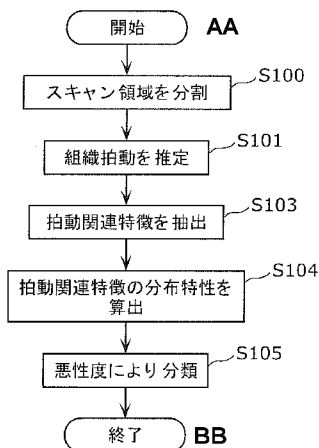 開始 AA
スキャン領域を分割 S100
組織拍動を推定 S101
拍動関連特徴を抽出 S103
拍動関連特徴の分布特性を S104
算出
悪性度により分類 S105
終了 BB